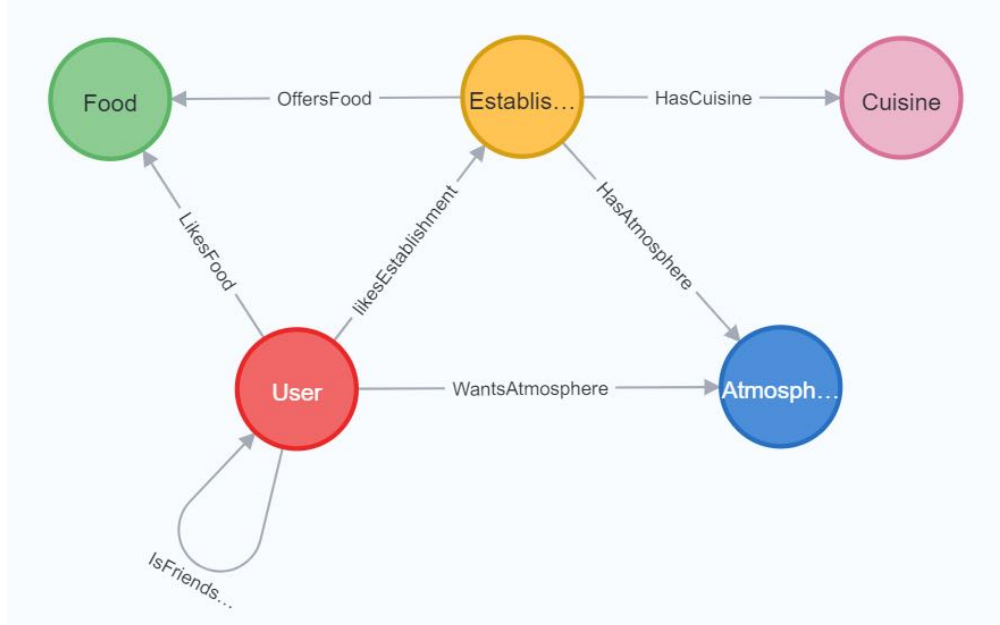 Food
OffersFood
Establis…
HasCuisine
Cuisine
LikesFood
likesEstablishment
HasAtmosphere
User
WantsAtmosphere
Atmosph…
IsFriends…